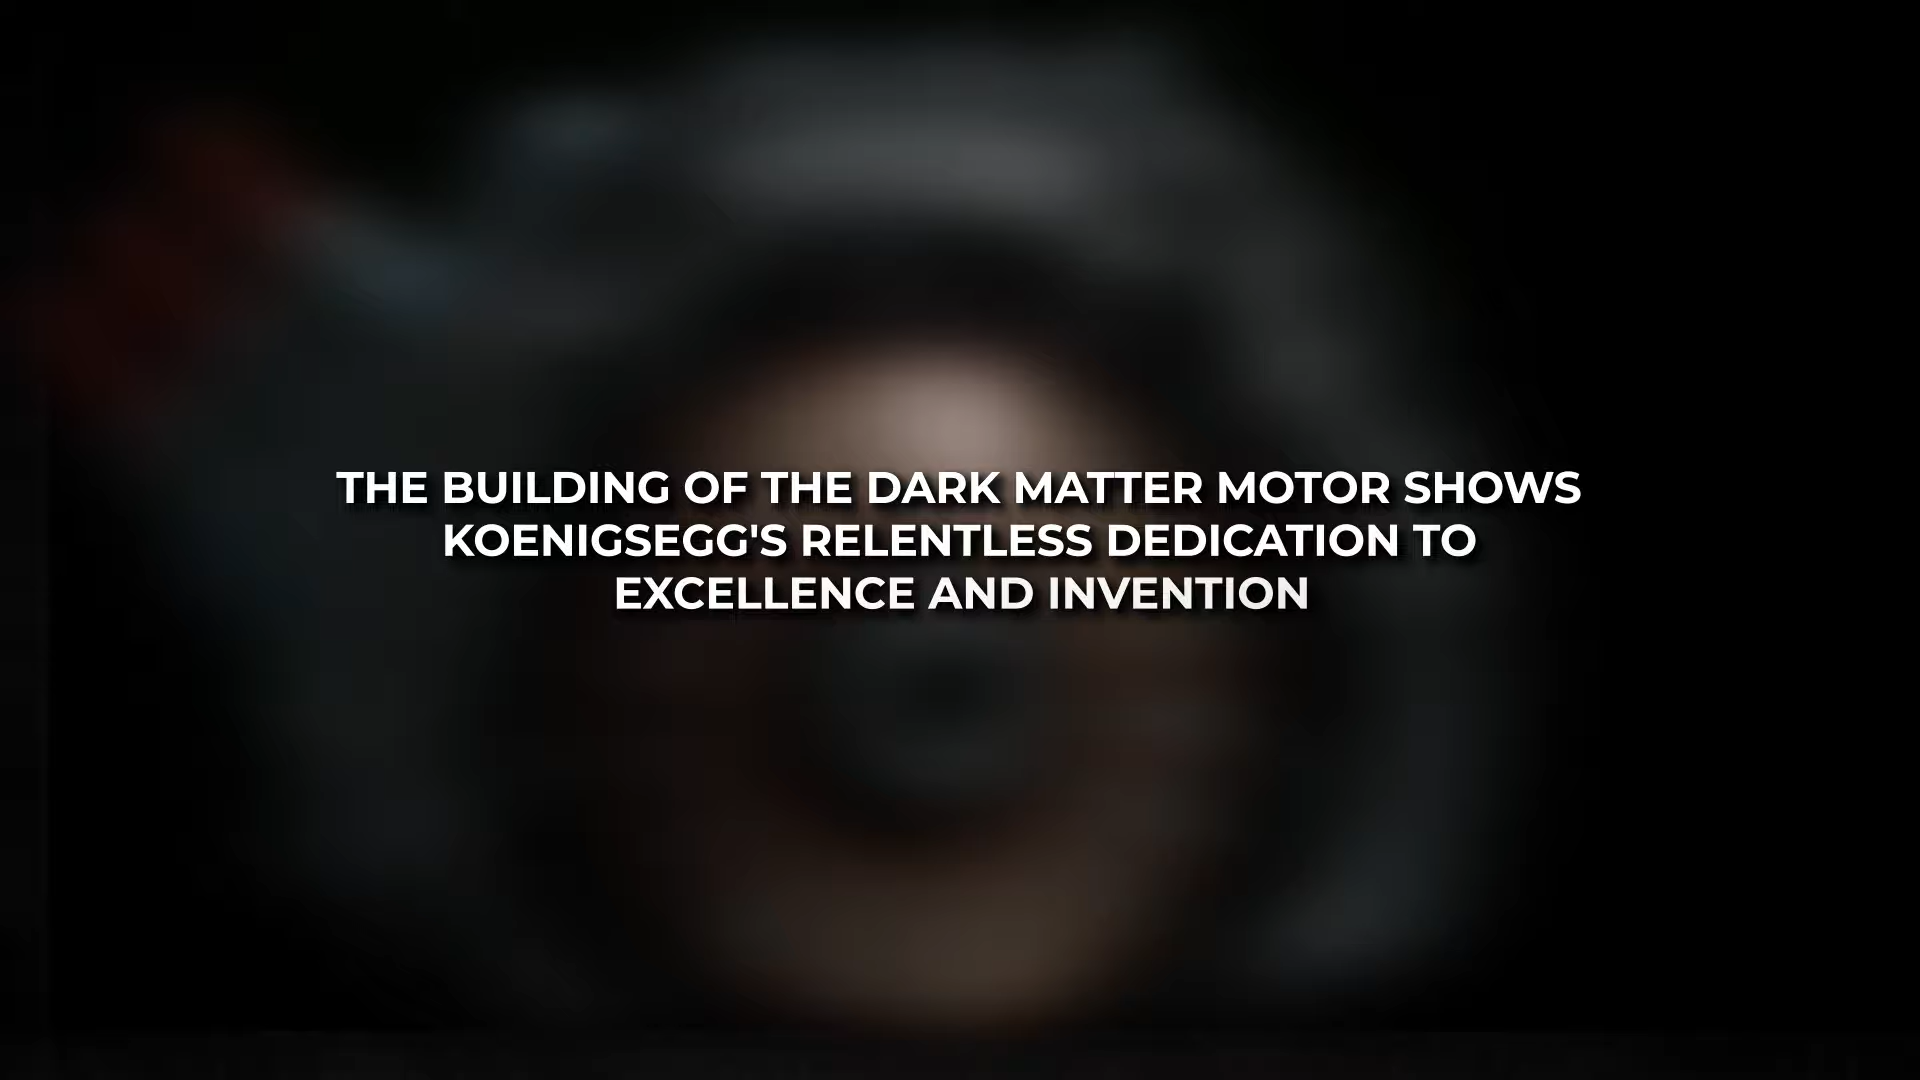 THE BUILDING OF THE DARK MATTER MOTOR SHOWS
KOENIGSEGG'S RELENTLESS DEDICATION TO
EXCELLENCE AND INVENTION